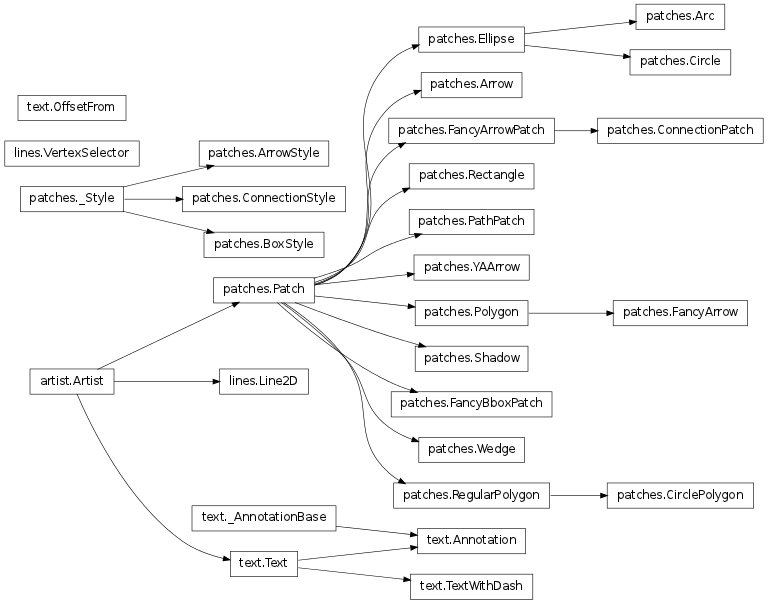 patches.Arc
patches.Ellipse
patches.Circle
patches.Arrow
text.OffsetFrom
patches.FancyArrowPatch
patches.ConnectionPatch
lines.VertexSelector
patches.ArrowStyle
patches.Rectangle
patches._Style
patches.ConnectionStyle
patches.PathPatch
patches.BoxStyle
patches.YAArrow
patches.Patch
patches.Polygon
patches.FancyArrow
patches.Shadow
artist.Artist
lines.Line2D
patches.FancyBboxPatch
patches.Wedge
patches.RegularPolygon
patches.CirclePolygon
text._AnnotationBase
text.Annotation
text.Text
text.TextWithDash